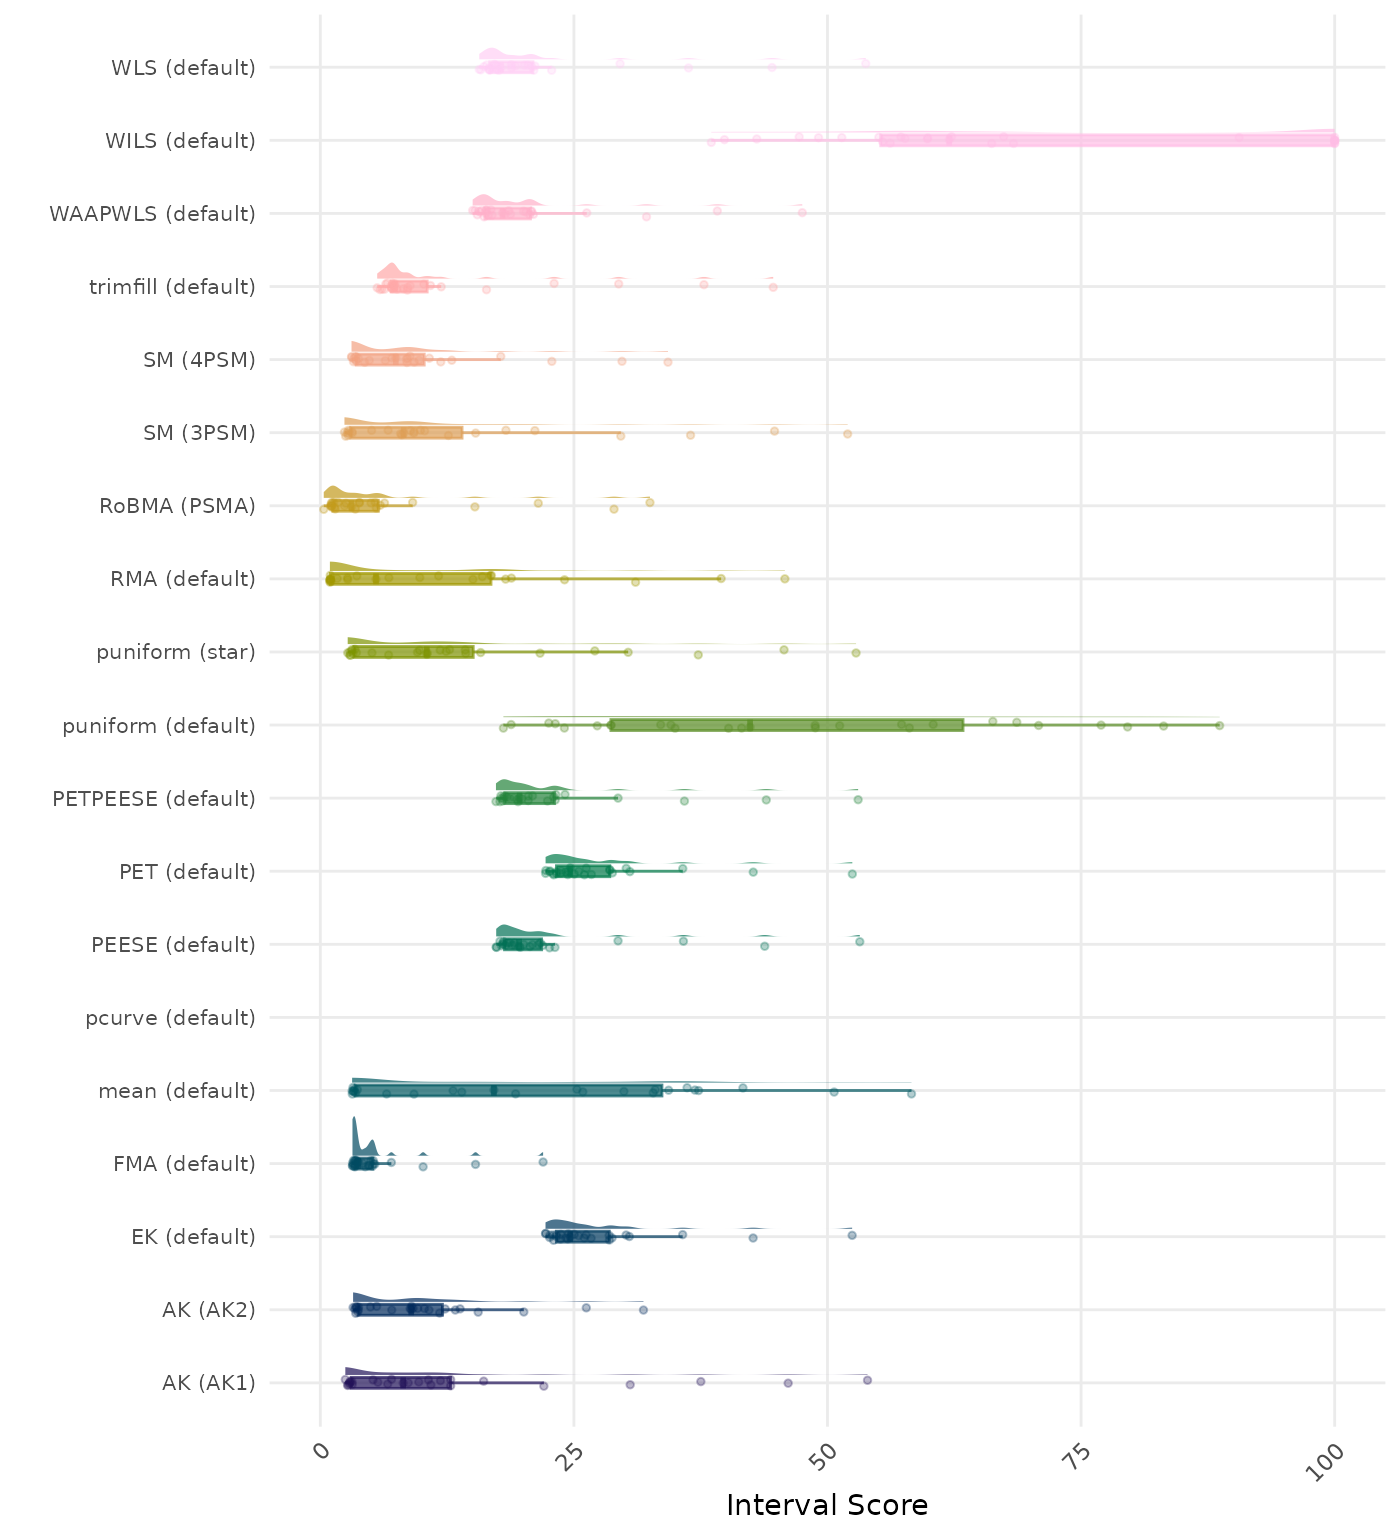 WLS (default)
WILS (default)
WAAPWLS (default)
trimfill (default)
SM (4PSM)
SM (3PSM)
RoBMA (PSMA)
RMA (default)
puniform (star)
puniform (default)
PETPEESE (default)
PET (default)
PEESE (default)
pcurve (default)
mean (default)
FMA (default)
EK (default)
AK (AK2)
AK (AK1)
0 25 50 75 100
Interval Score